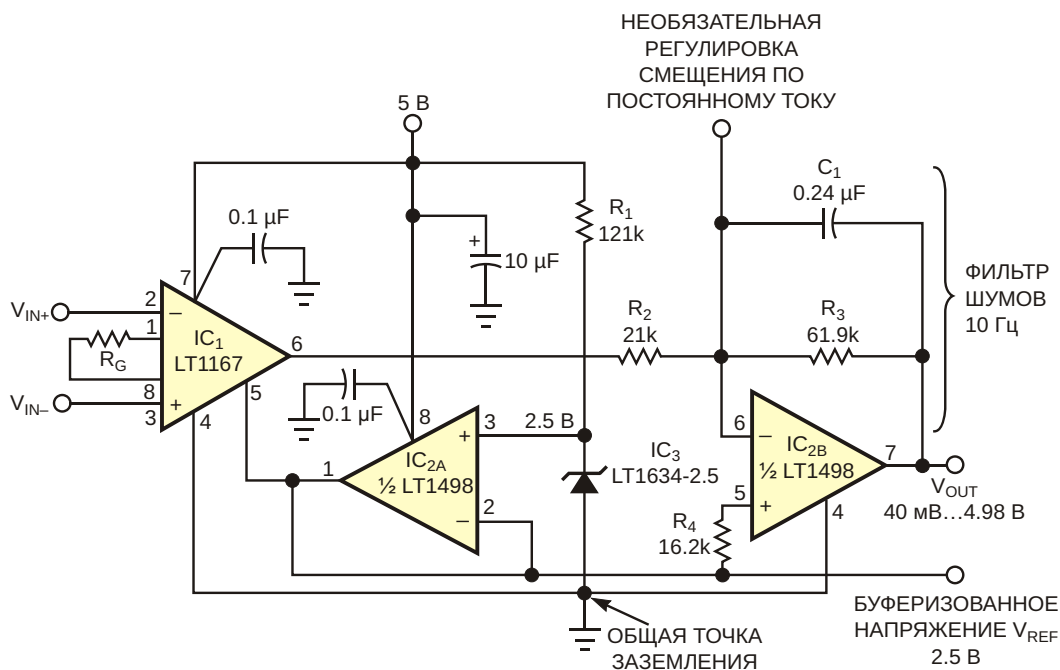 НЕОБЯЗАТЕЛЬНАЯ
РЕГУЛИРОВКА
СМЕЩЕНИЯ ПО
ПОСТОЯННОМУ ТОКУ
5 В
C1
0.24 µF
0.1 µF
R1
121k
+
10 µF
ФИЛЬТР
ШУМОВ
10 Гц
7
VIN+
2
–
1
RG
IC1
LT1167
6
R2
21k
R3
61.9k
VIN–
8
+
3
5
4
0.1 µF
8
3
2.5 В
+
1
IC2A
½ LT1498
–
2
IC3
LT1634-2.5
6
–
IC2B
½ LT1498
7
5
+
4
R4
16.2k
VOUT
40 мВ...4.98 В
БУФЕРИЗОВАННОЕ
НАПРЯЖЕНИЕ VREF
2.5 В
ОБЩАЯ ТОЧКА
ЗАЗЕМЛЕНИЯ